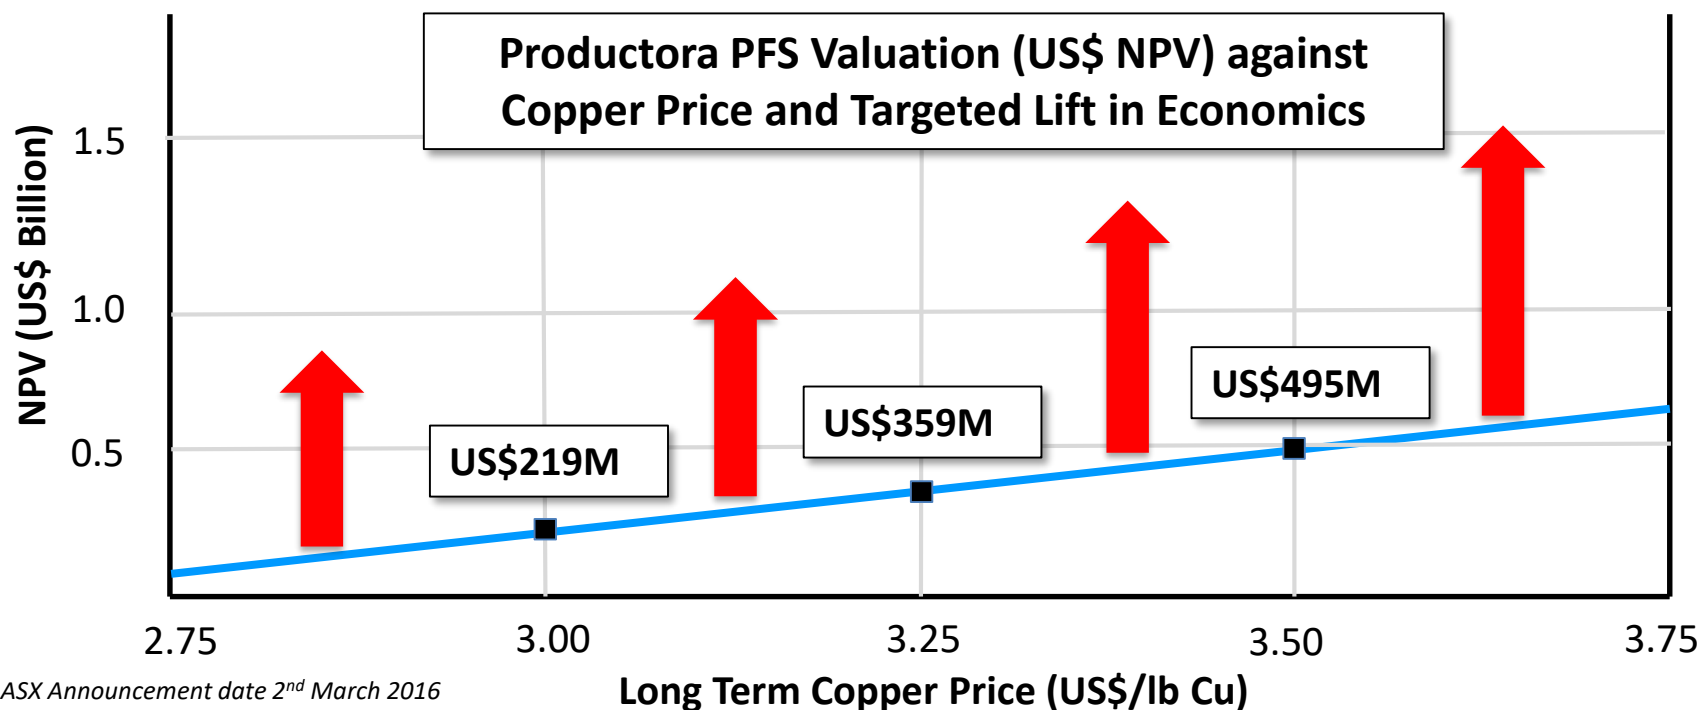 Productora PFS Valuation (US$ NPV) against
Copper Price and Targeted Lift in Economics
NPV (US$ Billion)
1.5
1.0
0.5
US$219M
US$359M
US$495M
2.75
3.00
3.25
3.50
3.75
Long Term Copper Price (US$/lb Cu)
ASX Announcement date 2nd March 2016